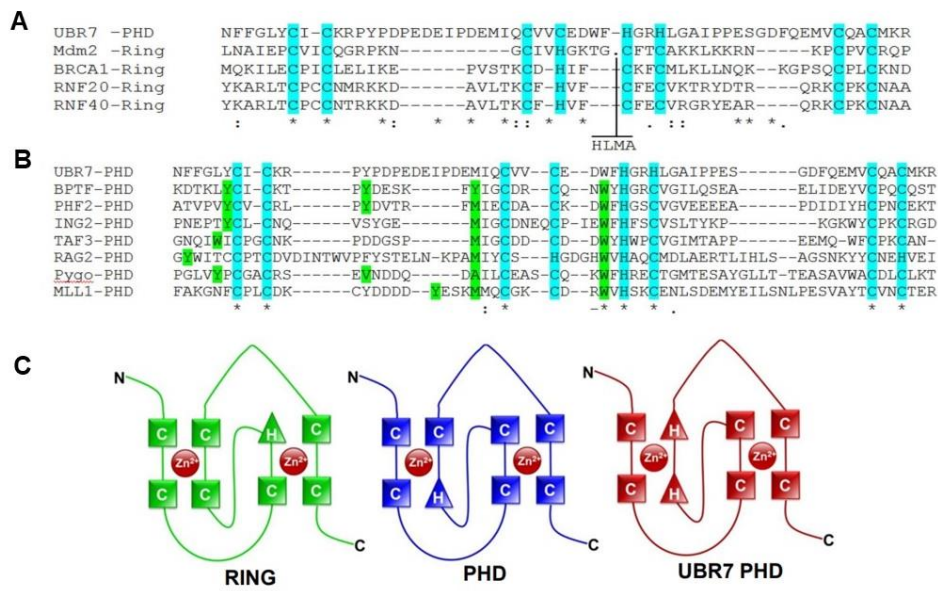 A
UBR7 -PHD NFFGLYCI-CKRPYPDPEDEIPDEMIQCVVCEDWF-HGRHLGAIPPESGDFQEMVCQACMKR
Mdm2 -Ring LNAIEPCVICQGRPKN------GCIVHGKTG.CFTCAKKLKKRN-----KPCPVCRQP
BRCA1-Ring MQKILECPICLELIKE-----PVSTKCD-HIF--CKFCMLKLLNQK---KGPSQCPLCKND
RNF20-Ring YKARLTCPCCNTRKKD-----AVLTKCF-HVF--CFECVKTRYDTR-----QRKCPKCNAA
RNF40-Ring YKARLTCPCCNMRKKD-----AVLTKCF-HVF--CFECVRGRYEAR----QRKCPKCNAA
: * * *: * * *:: * * . :: *** .
HLMA
B
UBR7-PHD NFFGLYCI-CKR------YPDPEDEIPDEMIQCVV--CE--DWFHGRHLGAIPPES------GDFQEMVCQACMKR
BPTF-PHD KDTKLYCI-CKT------PYDESK------FYIGCDR--CQ--NWYHGRCVGILQSEA------ELIDEYVCPQCQST
PHF2-PHD ATVPVYCV-CRL------PYDVTR------FMIECDA--CK--DWFHGSCVGVEEEEA------PDIDIYHCPNCEKT
ING2-PHD PNEPTYCL-CNQ------VSYGE-------MIGCDNEQCP-IEWFHFSCVSLTYKP--------KGKWYCPKCRGD
TAF3-PHD GNQIWICPGCNK------PDDGSP------MIGCDD--CD--DWYHWPCVGIMTAPP------EEMQ-WFCPKCAN-
RAG2-PHD GYWITCCPTCDVDINTWVPFYSTELN-KPAMIYCS---HGDGHWVHAQCMDLAERTLIHLS---AGSNKYYCNEHVEI
Pygo-PHD PGLVYPCGACRS------EVNDDQ------DAILCEAS-CQ--KWFHRECTGMTESAYGLLT-TEASAVWACDLCLKT
MLL1-PHD FAKGNFCPLCDK------CYDDDD--YESKMMQCGK--CD--RWVHSKCENLSDEMYEILSNLPESVAYTCVNCTER
* * : * * –* * * . * *
C
N N N
C C H C C C C C C H C C
Zn2+ Zn2+ Zn2+ Zn2+ Zn2+ Zn2+
C C C C C H C C C H C C
C C C
RING PHD UBR7 PHD